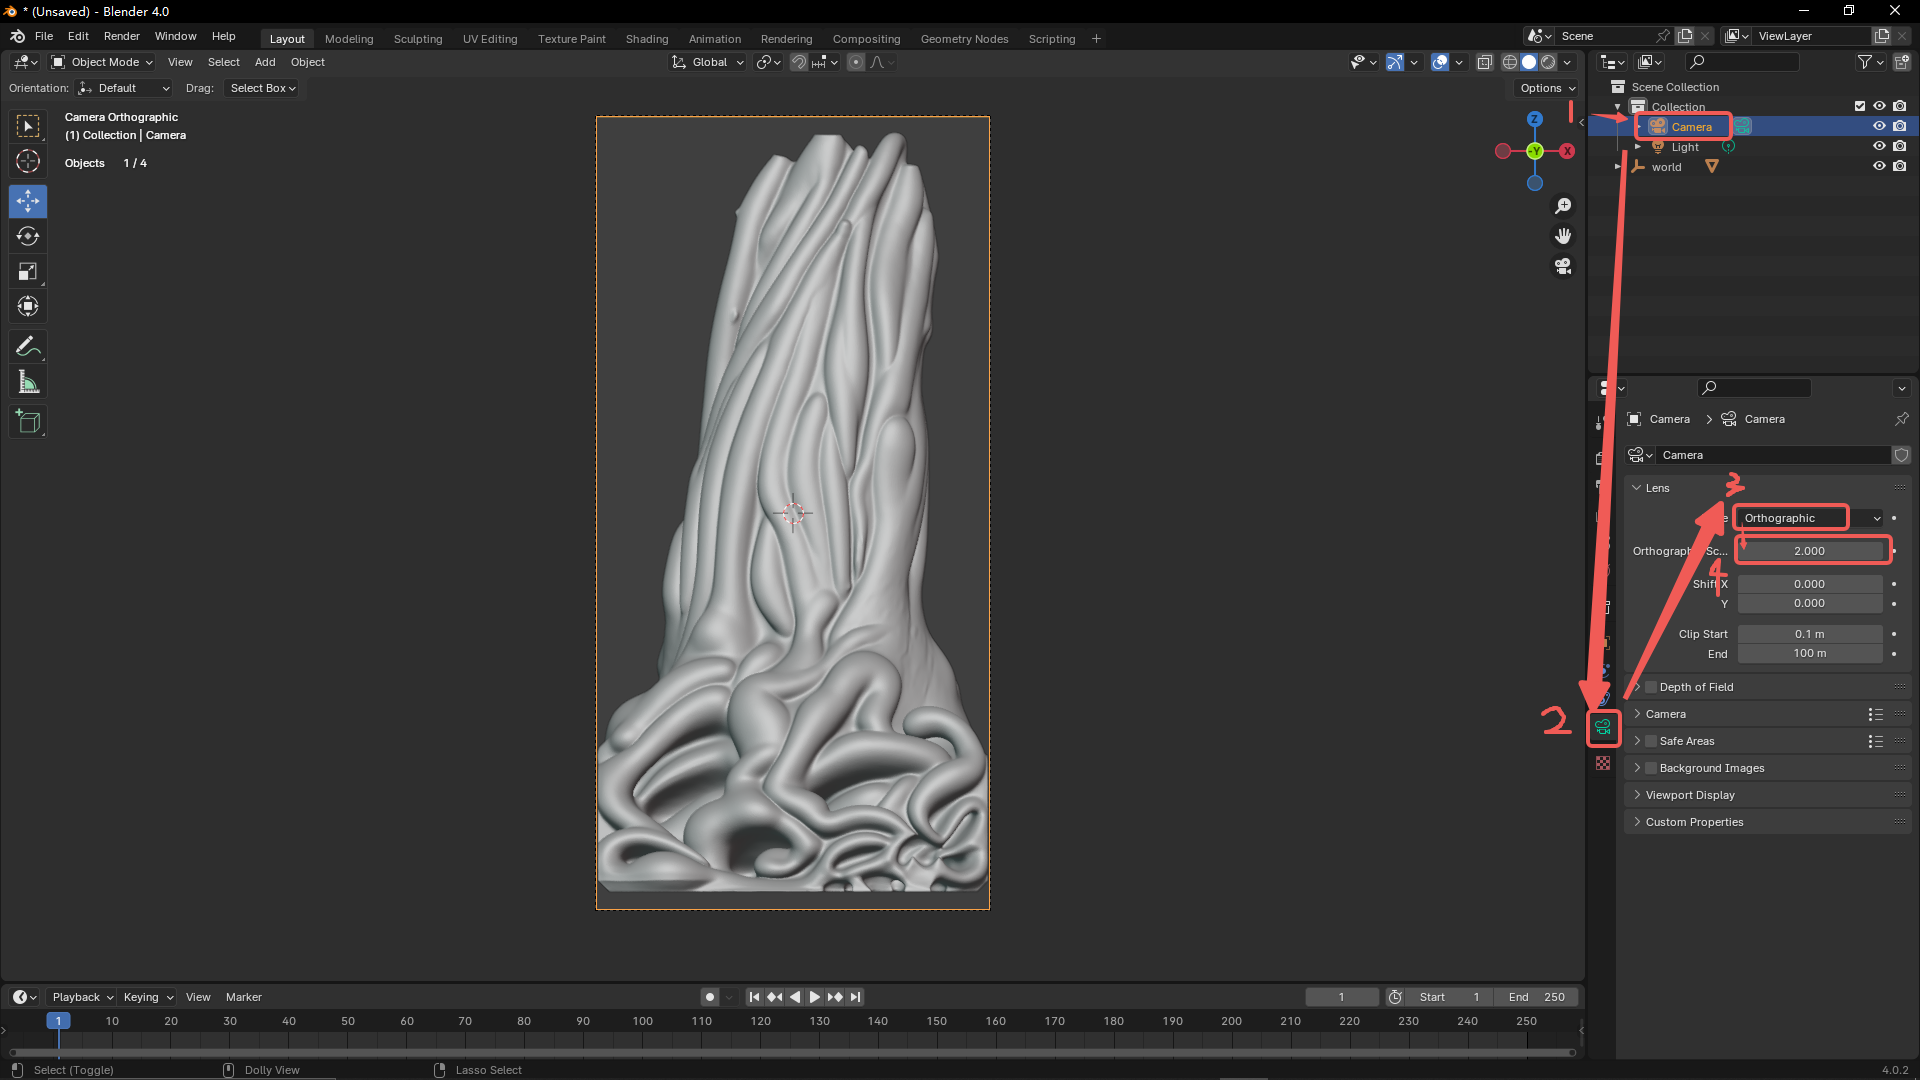 * (Unsaved) - Blender 4.0
File Edit Render Window Help Layout Modeling Sculpting UV Editing Texture Paint Shading Animation Rendering Compositing Geometry Nodes Scripting + Scene ViewLayer
Object Mode View Select Add Object Global
Orientation: Default Drag: Select Box Options
Camera Orthographic
(1) Collection | Camera
Objects 1 / 4
Z
-Y X
1
Scene Collection
Collection
Camera
Light
world
Camera > Camera
Camera
3
Lens
Orthographic
2.000
4
Shift X 0.000
Y 0.000
Clip Start 0.1 m
End 100 m
Depth of Field
2
Camera
Safe Areas
Background Images
Viewport Display
Custom Properties
Playback Keying View Marker 1 Start 1 End 250
1 10 20 30 40 50 60 70 80 90 100 110 120 130 140 150 160 170 180 190 200 210 220 230 240 250
Select (Toggle) Dolly View Lasso Select 4.0.2